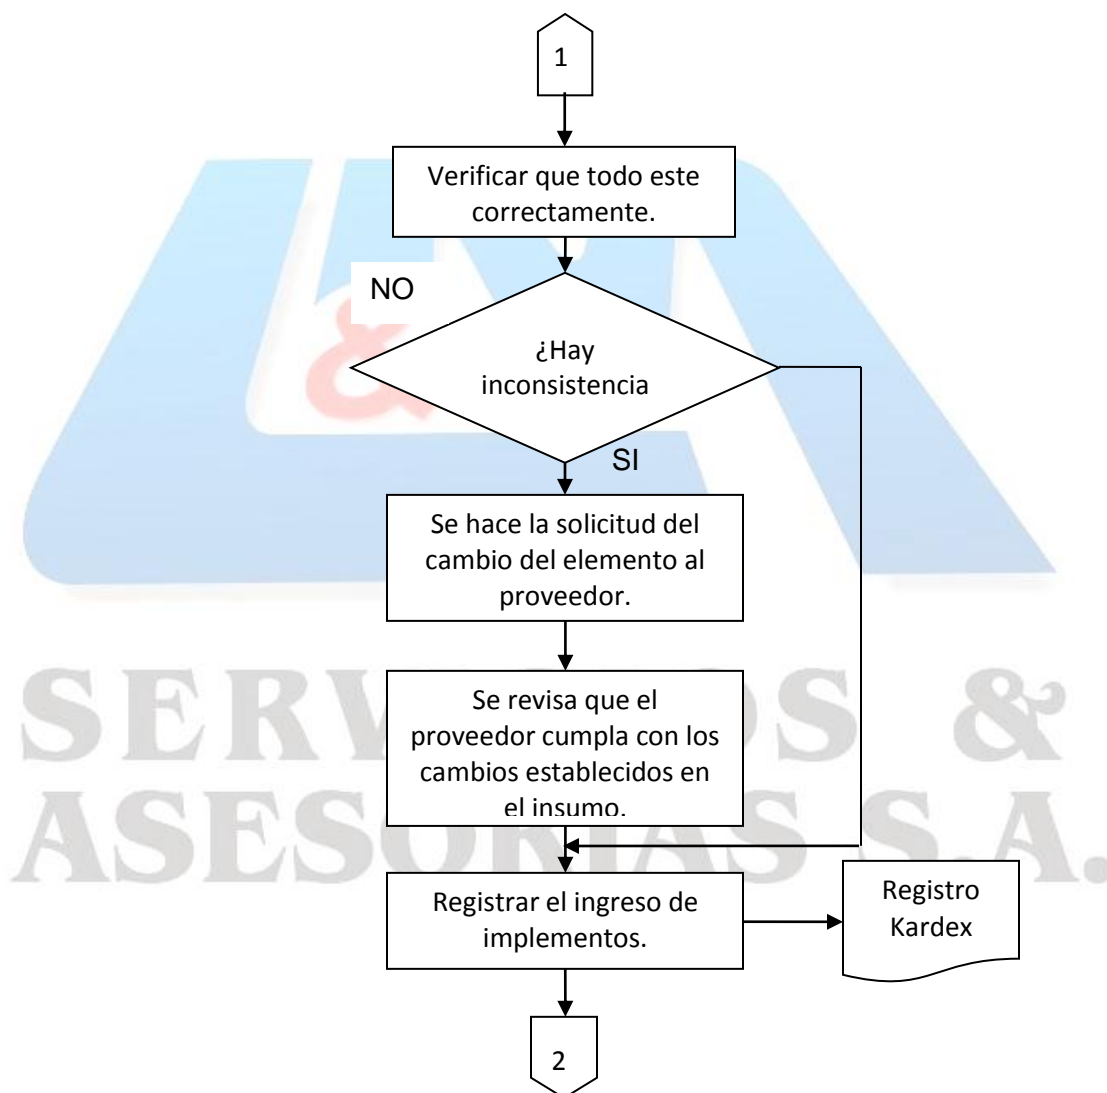 1
Verificar que todo este
correctamente.
NO
¿Hay
inconsistencia
SI
Se hace la solicitud del
cambio del elemento al
proveedor.
Se revisa que el
proveedor cumpla con los
cambios establecidos en
el insumo.
Registrar el ingreso de
implementos.
Registro
Kardex
2
L&M
SERV OS &
ASESORIAS S.A.